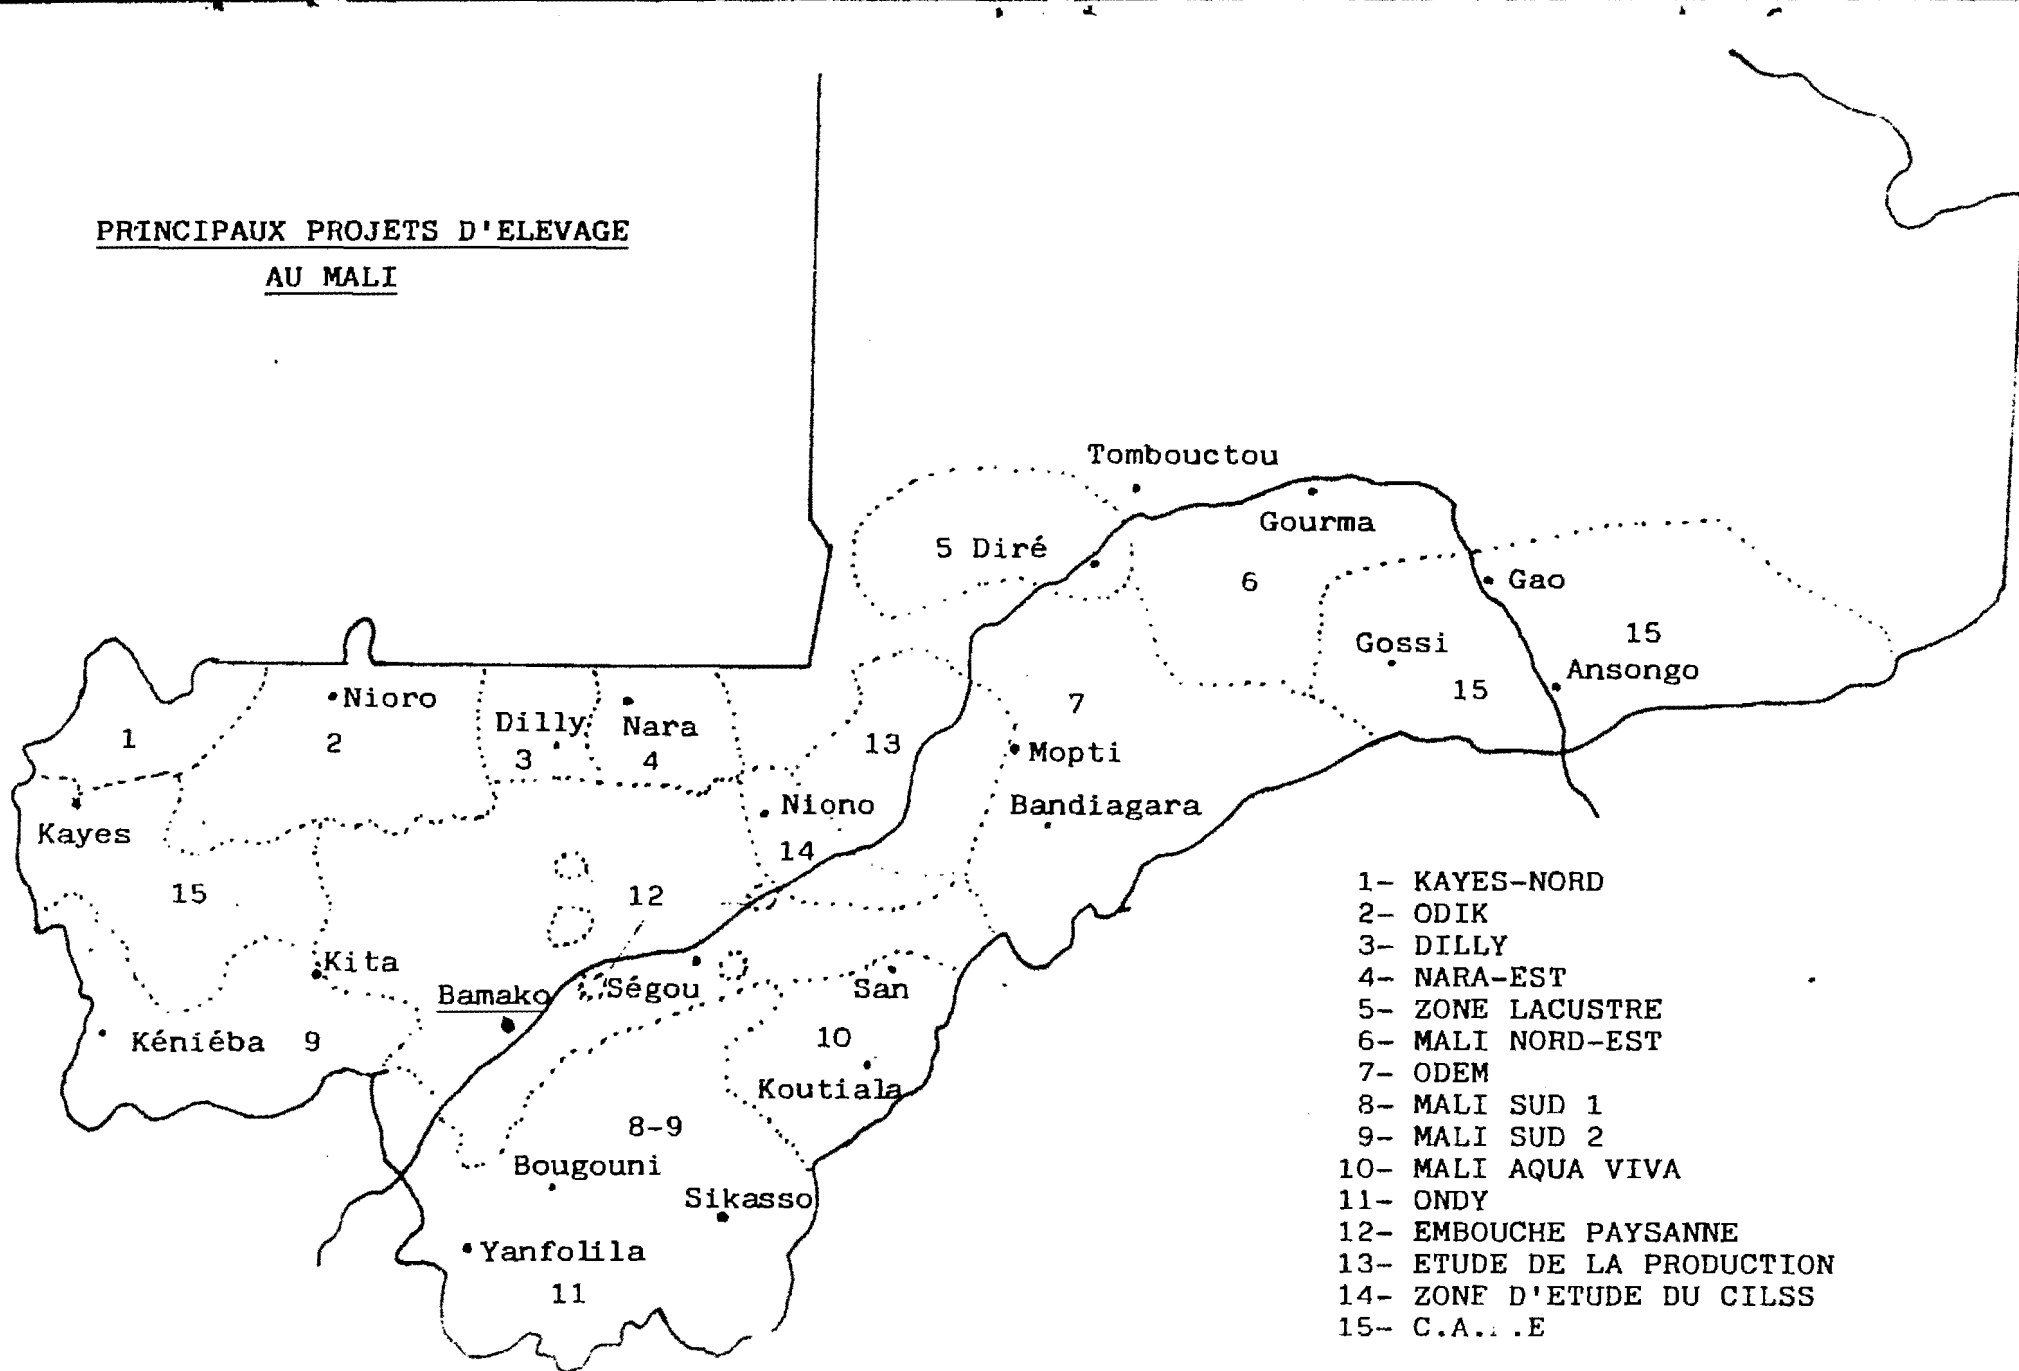 PRINCIPAUX PROJETS D'ELEVAGE
AU MALI
Tombouctou
Gourma
5 Diré
6
Gao
15
Gossi
Ansongo
15
Nioro
Dilly
Nara
7
1
2
3
4
13
Mopti
Niono
Bandiagara
Kayes
14
15
12
Kita
Bamako
Ségou
San
Kéniéba 9
10
Koutiala
8-9
Bougouni
Sikasso
Yanfolila
11
1- KAYES-NORD
2- ODIK
3- DILLY
4- NARA-EST
5- ZONE LACUSTRE
6- MALI NORD-EST
7- ODEM
8- MALI SUD 1
9- MALI SUD 2
10- MALI AQUA VIVA
11- ONDY
12- EMBOUCHE PAYSANNE
13- ETUDE DE LA PRODUCTION
14- ZONE D'ETUDE DU CILSS
15-